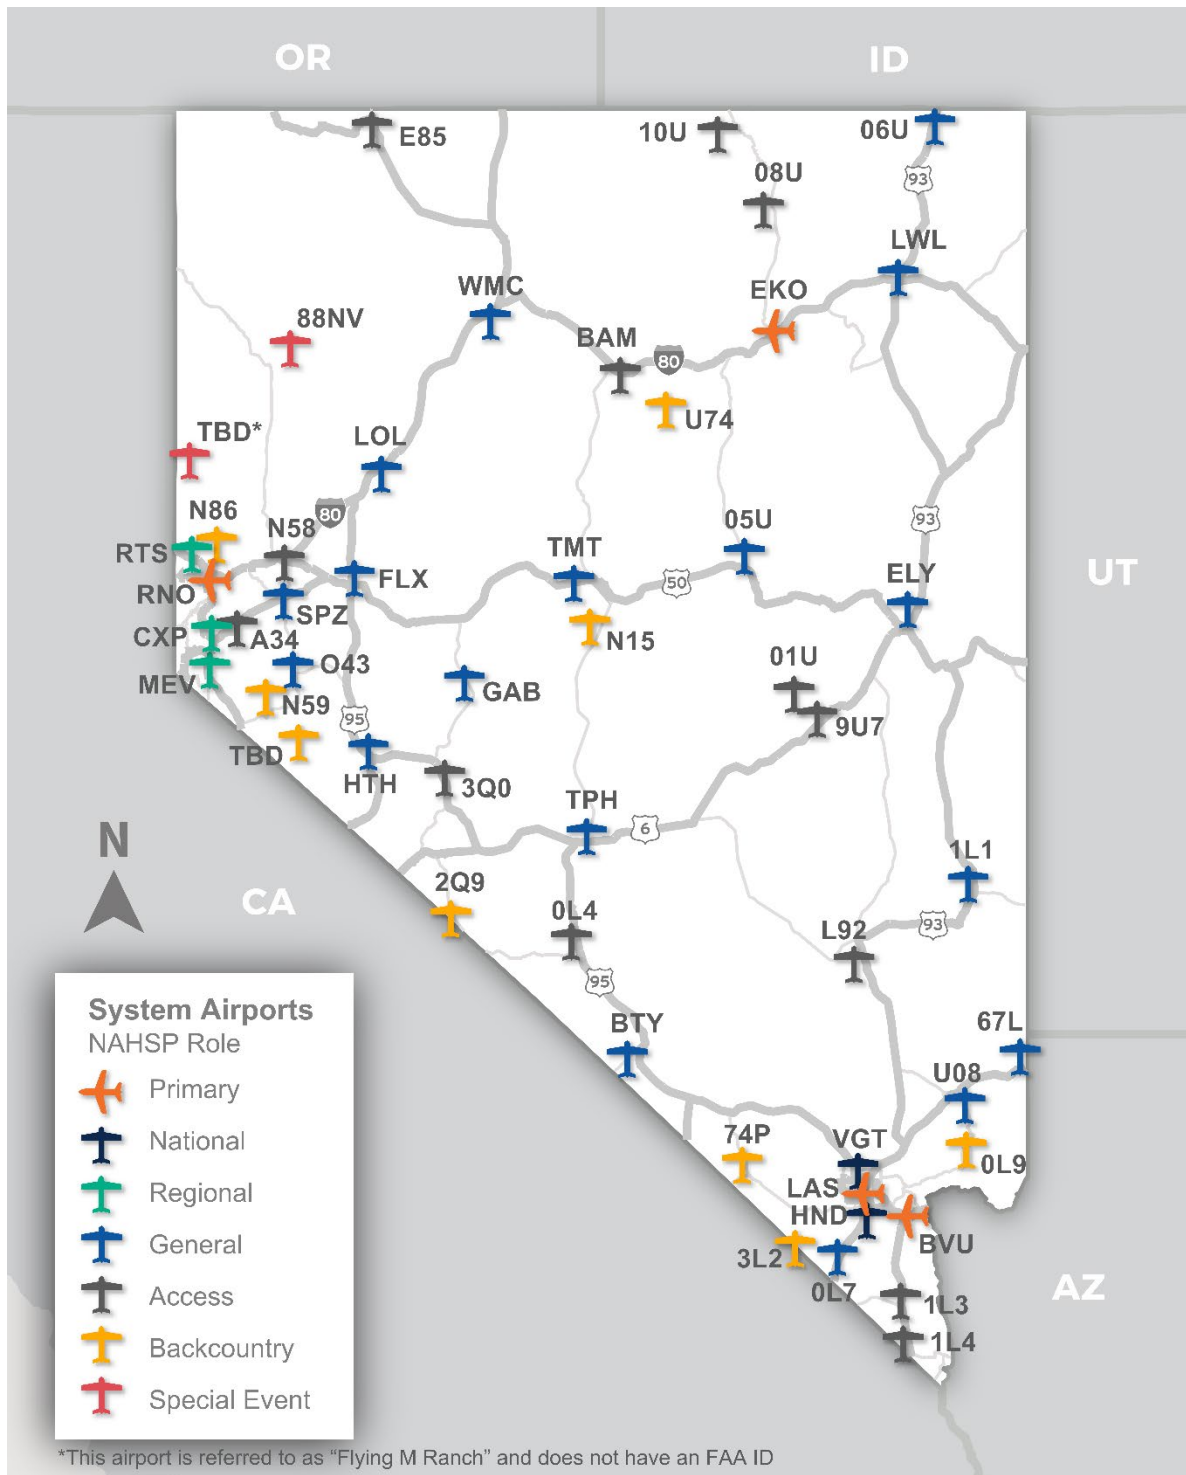 OR
ID
E85
10U
06U
08U
93
LWL
WMC
EKO
88NV
BAM
80
U74
TBD*
LOL
N86
80
N58
05U
93
RTS
TMT
UT
RNO
FLX
50
ELY
SPZ
CXP
A34
N15
O43
01U
MEV
GAB
N59
95
9U7
TBD
HTH
3Q0
TPH
6
N
1L1
2Q9
CA
0L4
L92
93
95
System Airports
NAHSP Role
Primary
National
Regional
General
Access
Backcountry
Special Event
BTY
67L
U08
74P
VGT
0L9
LAS
HND
BVU
3L2
0L7
AZ
1L3
1L4
*This airport is referred to as “Flying M Ranch” and does not have an FAA ID